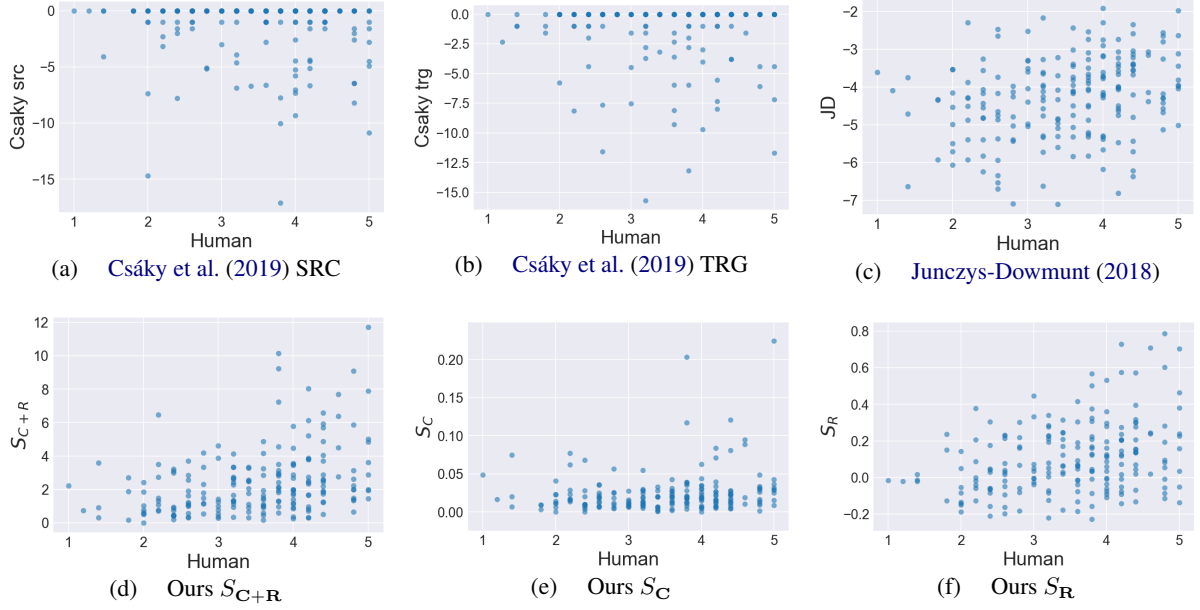 0
−5
−10
−15
Csaky src
1 2 3 4 5
Human
(a) Csáky et al. (2019) SRC
0.0
−2.5
−5.0
−7.5
−10.0
−12.5
−15.0
Csaky trg
1 2 3 4 5
Human
(b) Csáky et al. (2019) TRG
−2
−3
−4
−5
−6
−7
JD
1 2 3 4 5
Human
(c) Junczys-Dowmunt (2018)
12
10
8
6
4
2
0
S_{C+R}
1 2 3 4 5
Human
(d) Ours S_{C+R}
0.20
0.15
0.10
0.05
0.00
S_C
1 2 3 4 5
Human
(e) Ours S_C
0.8
0.6
0.4
0.2
0.0
−0.2
S_R
1 2 3 4 5
Human
(f) Ours S_R